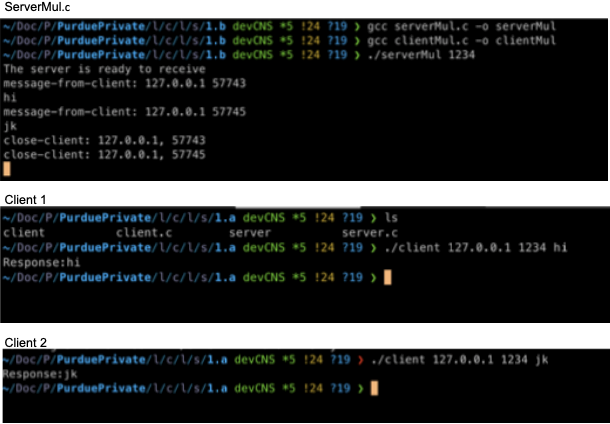 ServerMul.c
~/Doc/P/PurduePrivate/l/c/l/s/1.b devCNS *5 !24 ?19 ❯ gcc serverMul.c -o serverMul
~/Doc/P/PurduePrivate/l/c/l/s/1.b devCNS *5 !24 ?19 ❯ gcc clientMul.c -o clientMul
~/Doc/P/PurduePrivate/l/c/l/s/1.b devCNS *5 !24 ?19 ❯ ./serverMul 1234
The server is ready to receive
message-from-client: 127.0.0.1 57743
hi
message-from-client: 127.0.0.1 57745
jk
close-client: 127.0.0.1, 57743
close-client: 127.0.0.1, 57745
Client 1
~/Doc/P/PurduePrivate/l/c/l/s/1.a devCNS *5 !24 ?19 ❯ ls
client client.c server server.c
~/Doc/P/PurduePrivate/l/c/l/s/1.a devCNS *5 !24 ?19 ❯ ./client 127.0.0.1 1234 hi
Response:hi
~/Doc/P/PurduePrivate/l/c/l/s/1.a devCNS *5 !24 ?19 ❯
Client 2
~/Doc/P/PurduePrivate/l/c/l/s/1.a devCNS *5 !24 ?19 ❯ ./client 127.0.0.1 1234 jk
Response:jk
~/Doc/P/PurduePrivate/l/c/l/s/1.a devCNS *5 !24 ?19 ❯